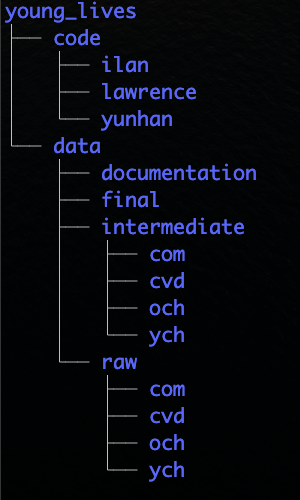 young_lives
code
ilan
lawrence
yunhan
data
documentation
final
intermediate
com
cvd
och
ych
raw
com
cvd
och
ych